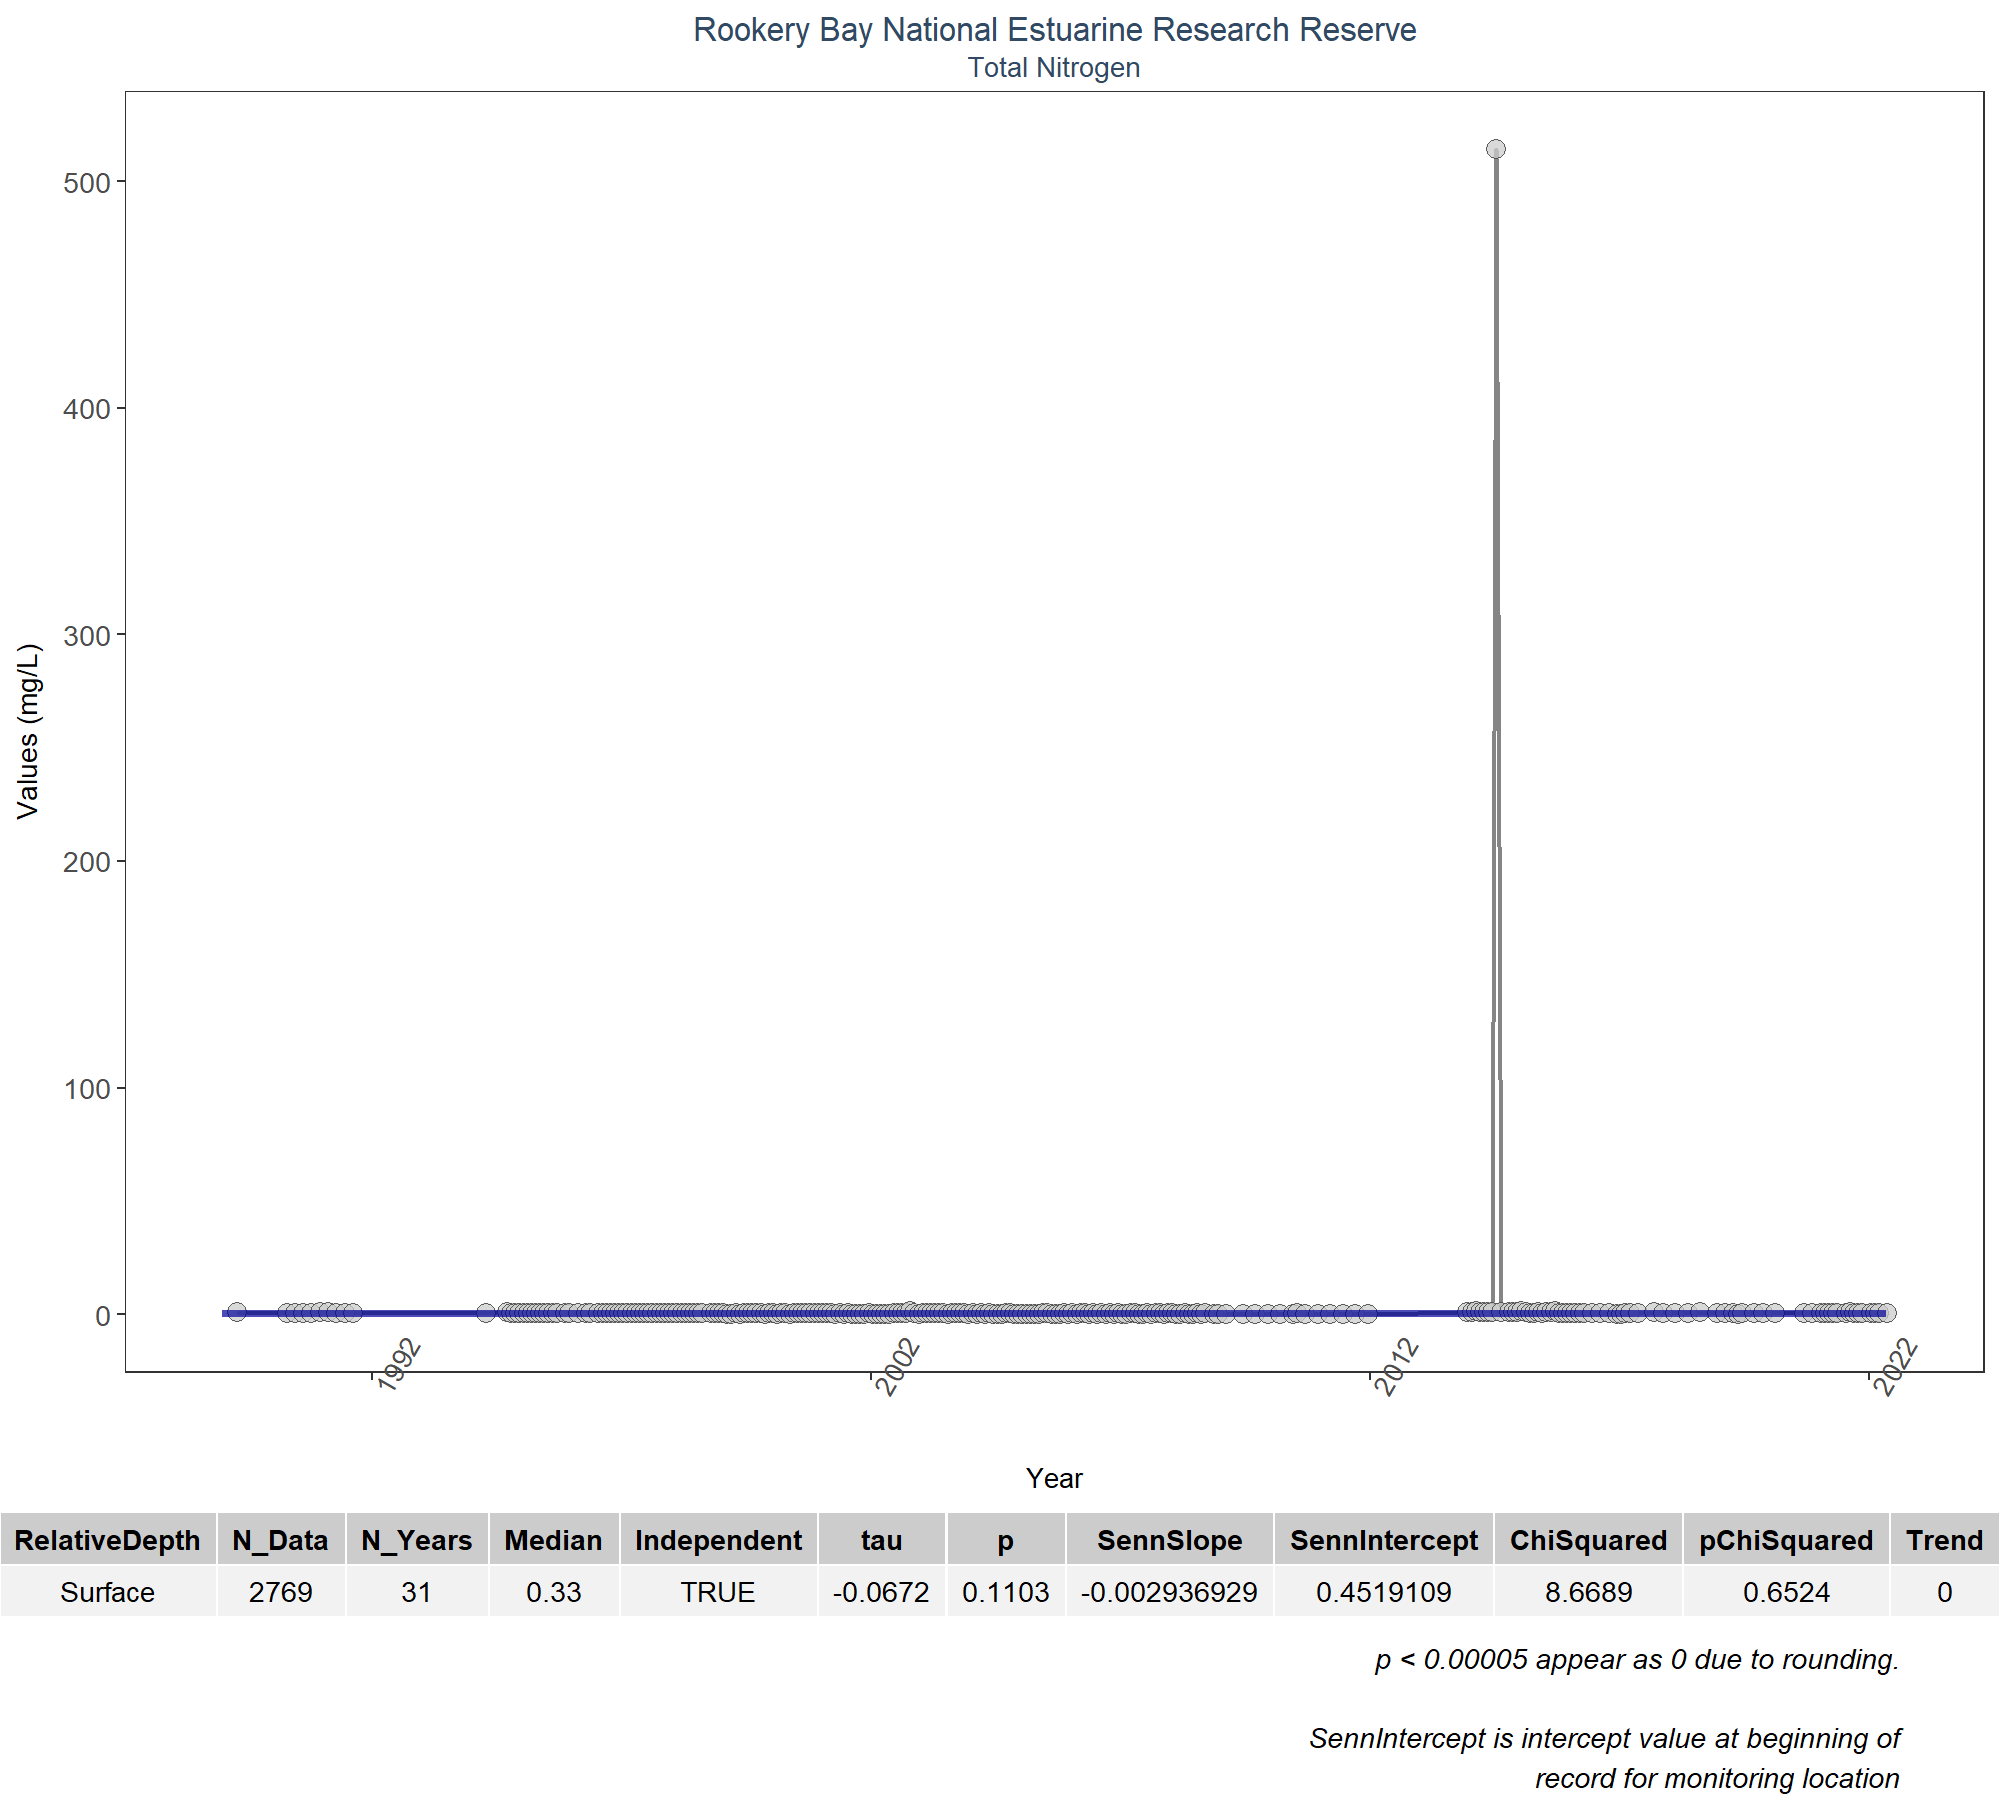 Rookery Bay National Estuarine Research Reserve
Total Nitrogen
500
400
300
200
100
0
Values (mg/L)
1992
2002
2012
2022
Year
RelativeDepth N_Data N_Years Median Independent tau p SennSlope SennIntercept ChiSquared pChiSquared Trend
Surface 2769 31 0.33 TRUE -0.0672 0.1103 -0.002936929 0.4519109 8.6689 0.6524 0
p < 0.00005 appear as 0 due to rounding.
SennIntercept is intercept value at beginning of
record for monitoring location